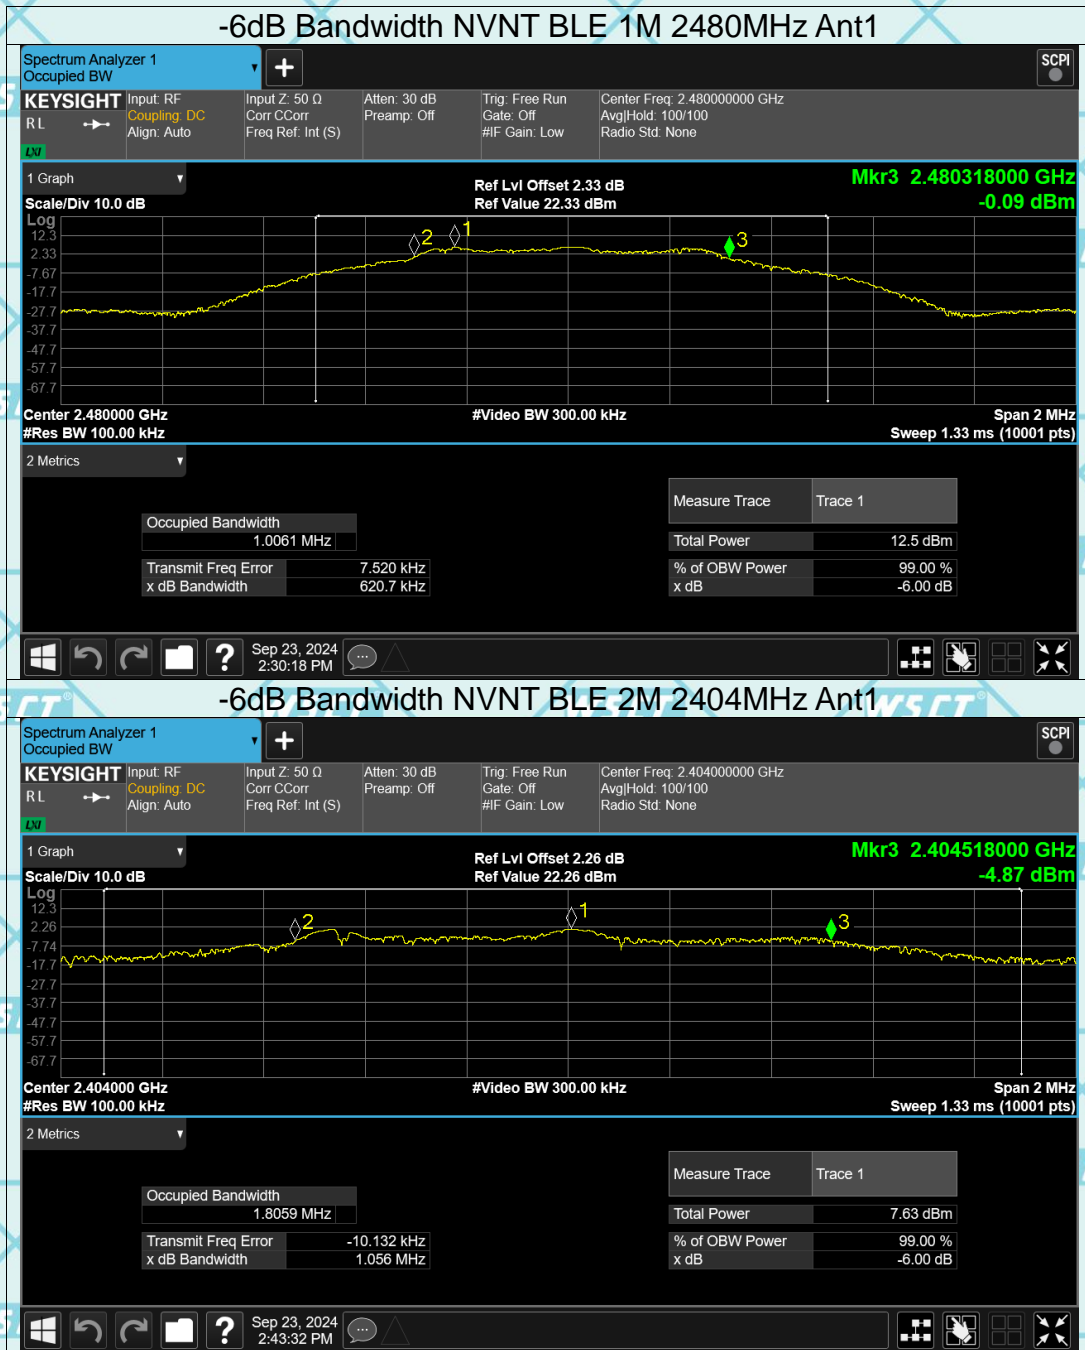 -6dB Bandwidth NVNT BLE 1M 2480MHz Ant1
Spectrum Analyzer 1
Occupied BW
+
SCPI
KEYSIGHT
R L
LXI
Input: RF
Coupling: DC
Align: Auto
Input Z: 50 Ω
Corr CCorr
Freq Ref: Int (S)
Atten: 30 dB
Preamp: Off
Trig: Free Run
Gate: Off
#IF Gain: Low
Center Freq: 2.480000000 GHz
Avg|Hold: 100/100
Radio Std: None
1 Graph
Scale/Div 10.0 dB
Ref Lvl Offset 2.33 dB
Ref Value 22.33 dBm
Mkr3 2.480318000 GHz
-0.09 dBm
Log
12.3
2.33
-7.67
-17.7
-27.7
-37.7
-47.7
-57.7
-67.7
2
1
3
Center 2.480000 GHz
#Res BW 100.00 kHz
#Video BW 300.00 kHz
Span 2 MHz
Sweep 1.33 ms (10001 pts)
2 Metrics
Occupied Bandwidth
1.0061 MHz
Transmit Freq Error 7.520 kHz
x dB Bandwidth 620.7 kHz
Measure Trace Trace 1
Total Power 12.5 dBm
% of OBW Power 99.00 %
x dB -6.00 dB
?
Sep 23, 2024
2:30:18 PM
-6dB Bandwidth NVNT BLE 2M 2404MHz Ant1
Spectrum Analyzer 1
Occupied BW
+
SCPI
KEYSIGHT
R L
LXI
Input: RF
Coupling: DC
Align: Auto
Input Z: 50 Ω
Corr CCorr
Freq Ref: Int (S)
Atten: 30 dB
Preamp: Off
Trig: Free Run
Gate: Off
#IF Gain: Low
Center Freq: 2.404000000 GHz
Avg|Hold: 100/100
Radio Std: None
1 Graph
Scale/Div 10.0 dB
Ref Lvl Offset 2.26 dB
Ref Value 22.26 dBm
Mkr3 2.404518000 GHz
-4.87 dBm
Log
12.3
2.26
-7.74
-17.7
-27.7
-37.7
-47.7
-57.7
-67.7
2
1
3
Center 2.404000 GHz
#Res BW 100.00 kHz
#Video BW 300.00 kHz
Span 2 MHz
Sweep 1.33 ms (10001 pts)
2 Metrics
Occupied Bandwidth
1.8059 MHz
Transmit Freq Error -10.132 kHz
x dB Bandwidth 1.056 MHz
Measure Trace Trace 1
Total Power 7.63 dBm
% of OBW Power 99.00 %
x dB -6.00 dB
?
Sep 23, 2024
2:43:32 PM